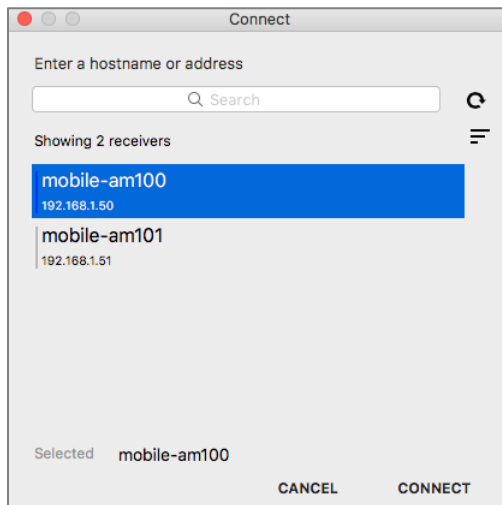 Connect
Enter a hostname or address
Search
Showing 2 receivers
mobile-am100
192.168.1.50
mobile-am101
192.168.1.51
Selected mobile-am100
CANCEL CONNECT